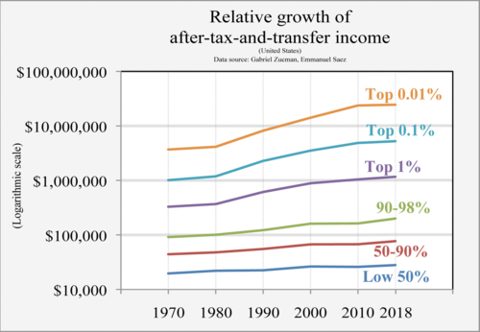 Relative growth of
after-tax-and-transfer income
(United States)
Data source: Gabriel Zucman, Emmanuel Saez
$100,000,000
Top 0.01%
$10,000,000
Top 0.1%
(Logarithmic scale)
Top 1%
$1,000,000
90-98%
$100,000
50-90%
Low 50%
$10,000
1970 1980 1990 2000 2010 2018